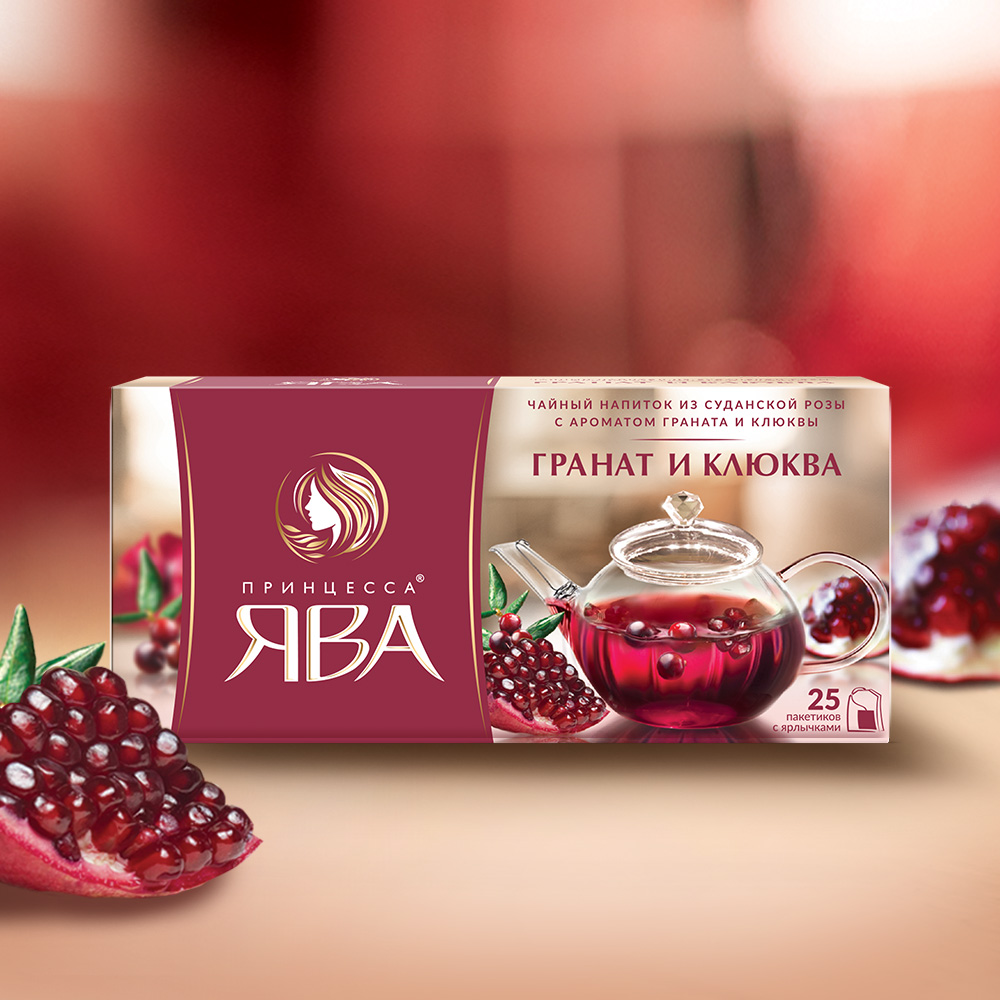 ПРИНЦЕССА®
ЯВА
ЧАЙНЫЙ НАПИТОК ИЗ СУДАНСКОЙ РОЗЫ
С АРОМАТОМ ГРАНАТА И КЛЮКВЫ
ГРАНАТ И КЛЮКВА
25
пакетиков
с ярлычками